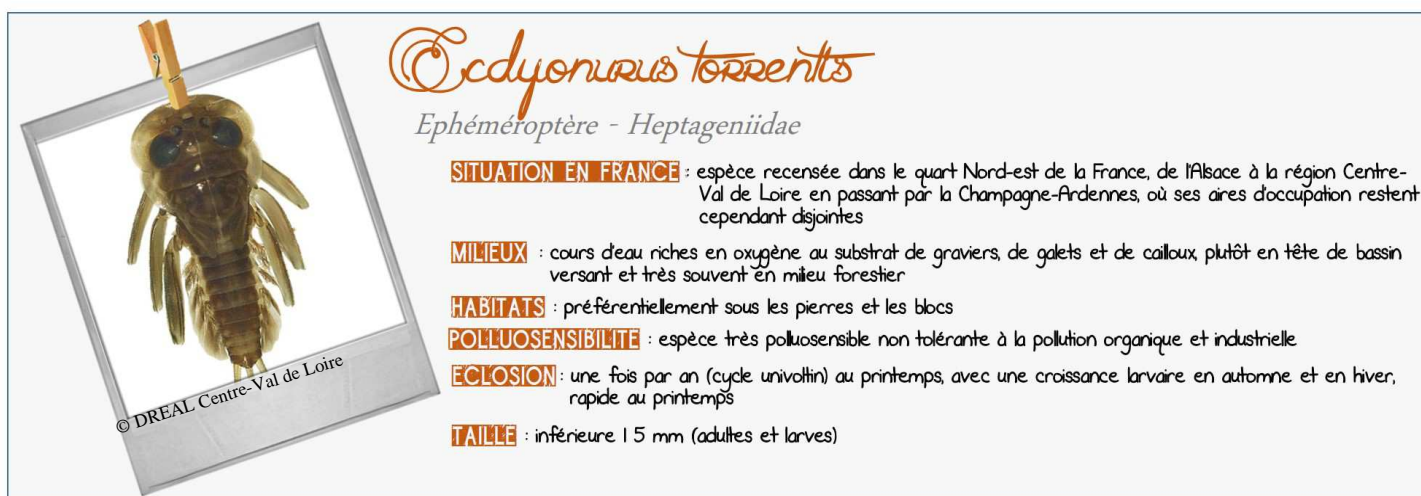 Ecdyonurus torrentis
Ephéméroptère - Heptageniidae
SITUATION EN FRANCE : espèce recensée dans le quart Nord-est de la France, de l'Alsace à la région Centre-
Val de Loire en passant par la Champagne-Ardennes, où ses aires d'occupation restent
cependant disjointes
MILIEUX : cours d'eau riches en oxygène au substrat de graviers, de galets et de cailloux, plutôt en tête de bassin
versant et très souvent en milieu forestier
HABITATS : préférentiellement sous les pierres et les blocs
POLLUOSENSIBILITE : espèce très polluosensible non tolérante à la pollution organique et industrielle
ECLOSION : une fois par an (cycle univoltin) au printemps, avec une croissance larvaire en automne et en hiver,
rapide au printemps
TAILLE : inférieure 15 mm (adultes et larves)
© DREAL Centre-Val de Loire